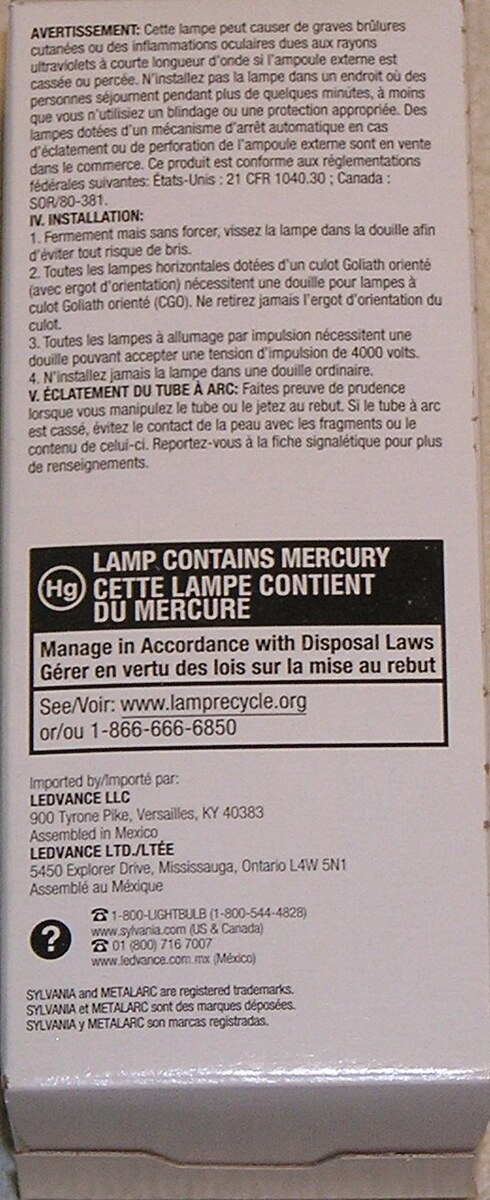 AVERTISSEMENT: Cette lampe peut causer de graves brûlures
cutanées ou des inflammations oculaires dues aux rayons
ultraviolets à courte longueur d'onde si l'ampoule externe est
cassée ou percée. N'installez pas la lampe dans un endroit où des
personnes séjournent pendant plus de quelques minutes, à moins
que vous n'utilisiez un blindage ou une protection appropriée. Des
lampes dotées d'un mécanisme d'arrêt automatique en cas
d'éclatement ou de perforation de l'ampoule externe sont en vente
dans le commerce. Ce produit est conforme aux réglementations
fédérales suivantes: États-Unis : 21 CFR 1040.30 ; Canada :
SOR/80-381.
IV. INSTALLATION:
1. Fermement mais sans forcer, vissez la lampe dans la douille afin
d'éviter tout risque de bris.
2. Toutes les lampes horizontales dotées d'un culot Goliath orienté
(avec ergot d'orientation) nécessitent une douille pour lampes à
culot Goliath orienté (CGO). Ne retirez jamais l'ergot d'orientation du
culot.
3. Toutes les lampes à allumage par impulsion nécessitent une
douille pouvant accepter une tension d'impulsion de 4000 volts.
4. N'installez jamais la lampe dans une douille ordinaire.
V. ÉCLATEMENT DU TUBE À ARC: Faites preuve de prudence
lorsque vous manipulez le tube ou le jetez au rebut. Si le tube à arc
est cassé, évitez le contact de la peau avec les fragments ou le
contenu de celui-ci. Reportez-vous à la fiche signalétique pour plus
de renseignements.
Hg
LAMP CONTAINS MERCURY
CETTE LAMPE CONTIENT
DU MERCURE
Manage in Accordance with Disposal Laws
Gérer en vertu des lois sur la mise au rebut
See/Voir: www.lamprecycle.org
or/ou 1-866-666-6850
Imported by/Importé par:
LEDVANCE LLC
900 Tyrone Pike, Versailles, KY 40383
Assembled in Mexico
LEDVANCE LTD./LTÉE
5450 Explorer Drive, Mississauga, Ontario L4W 5N1
Assemblé au Méxique
?
☎ 1-800-LIGHTBULB (1-800-544-4828)
www.sylvania.com (US & Canada)
☎ 01 (800) 716 7007
www.ledvance.com.mx (México)
SYLVANIA and METALARC are registered trademarks.
SYLVANIA et METALARC sont des marques déposées.
SYLVANIA y METALARC son marcas registradas.